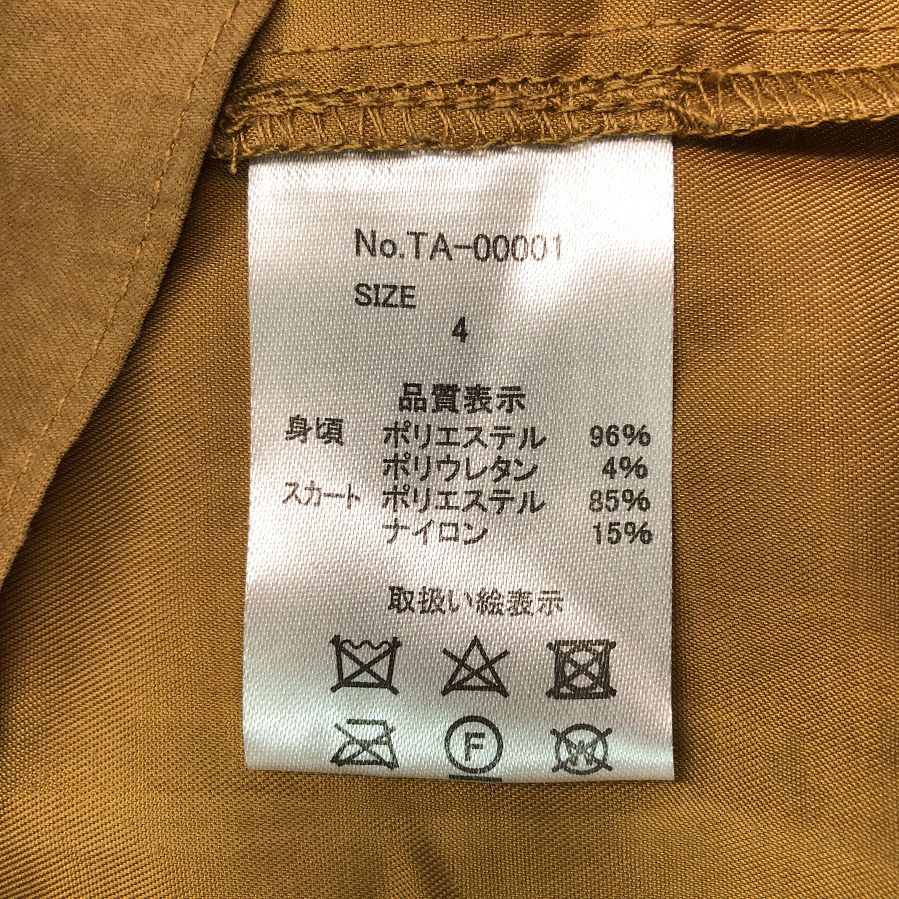 No.TA-00001
SIZE
4
品質表示
身頃 ポリエステル 96%
ポリウレタン 4%
スカート ポリエステル 85%
ナイロン 15%
取扱い絵表示
F
W